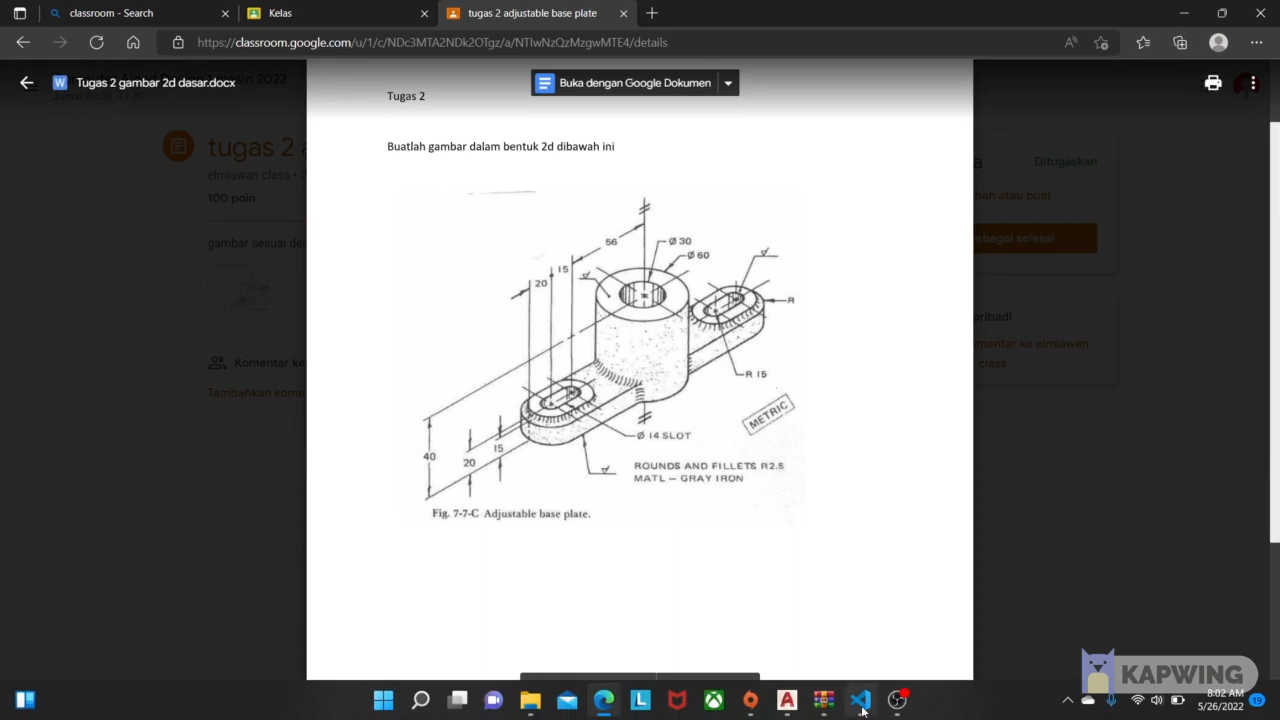 classroom - Search
Kelas
tugas 2 adjustable base plate
https://classroom.google.com/u/1/c/NDc3MTA2NDk2OTgz/a/NTIwNzQzMzgwMTE4/details
Tugas 2 gambar 2d dasar.docx
Buka dengan Google Dokumen
tugas 2 a
elmiawan class •
100 poin
gambar sesuai de
Komentar ke
Tambahkan kome
Ditugaskan
bah atau buat
ebagai selesai
ribadi
mentar ke elmiawan
class
Tugas 2
Buatlah gambar dalam bentuk 2d dibawah ini
56
Ø 30
Ø 60
15
20
R
R 15
METRIC
Ø 14 SLOT
40
20
15
ROUNDS AND FILLETS R2.5
MATL – GRAY IRON
Fig. 7-7-C Adjustable base plate.
KAPWING
8:02 AM
5/26/2022
19